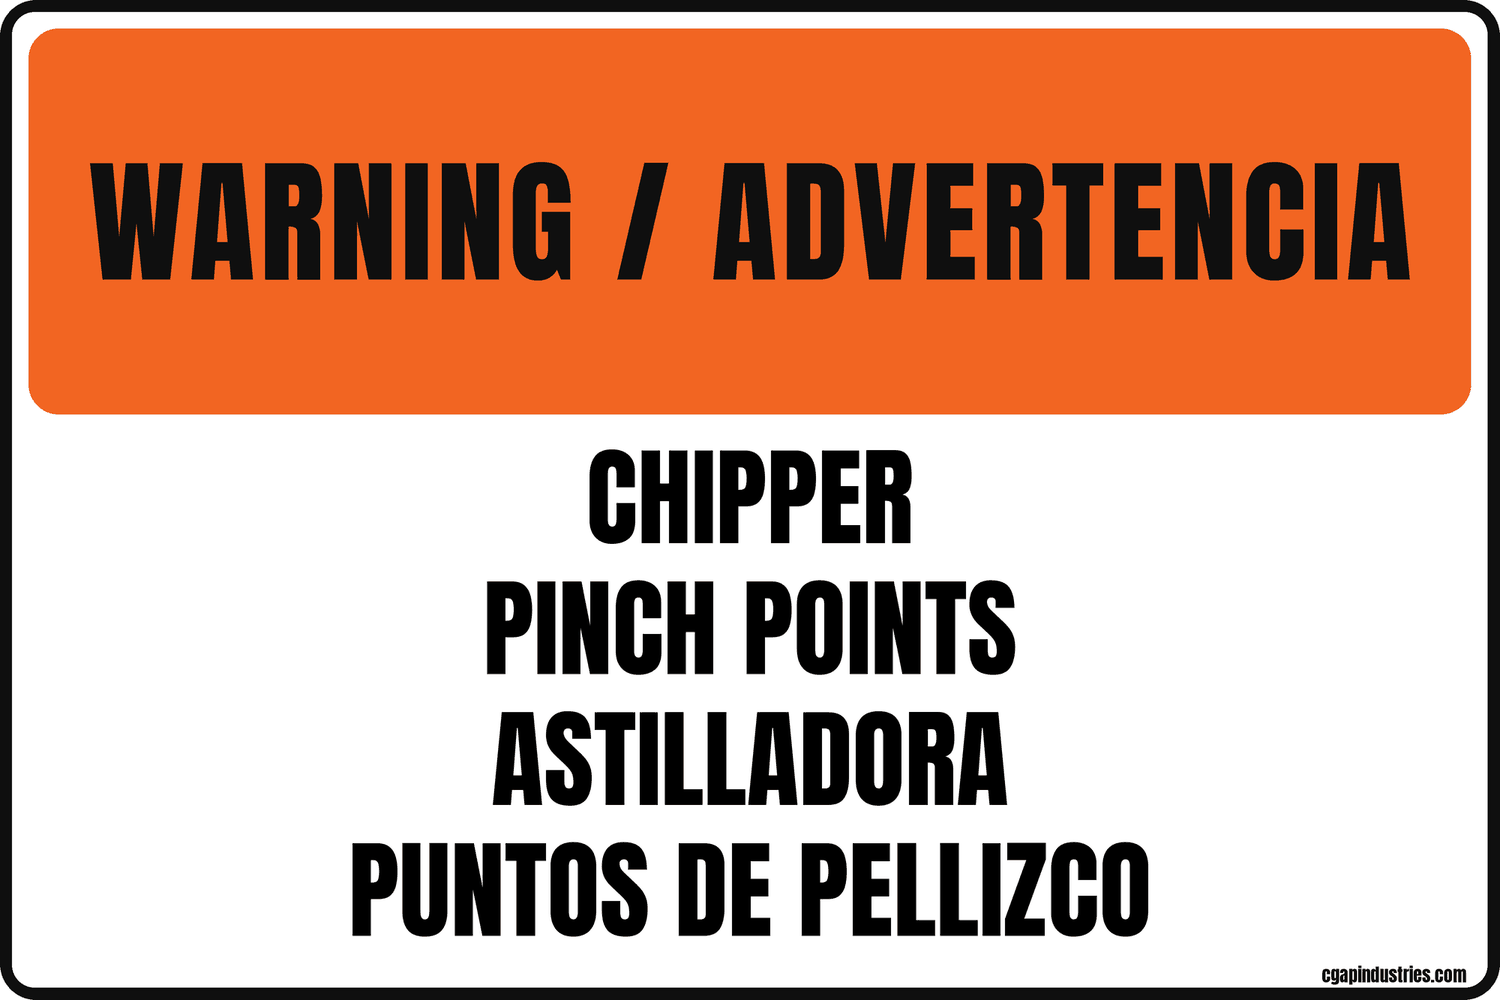 WARNING / ADVERTENCIA
CHIPPER
PINCH POINTS
ASTILLADORA
PUNTOS DE PELLIZCO
cgapindustries.com